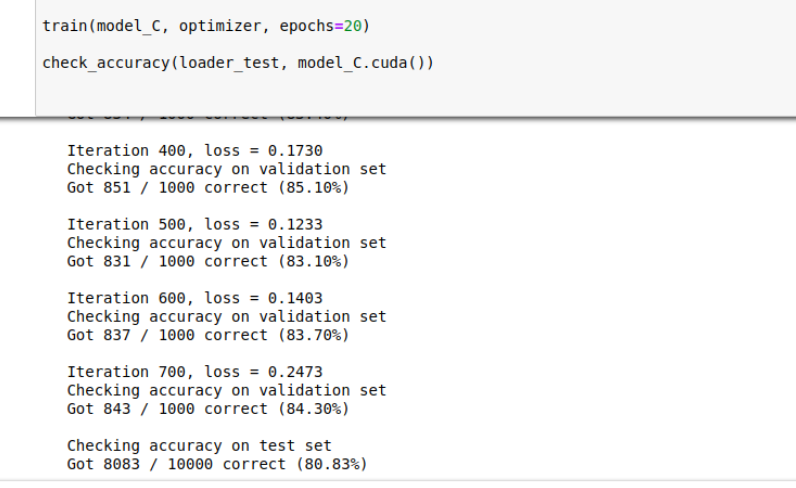 train(model_C, optimizer, epochs=20)
check_accuracy(loader_test, model_C.cuda())
Iteration 400, loss = 0.1730
Checking accuracy on validation set
Got 851 / 1000 correct (85.10%)
Iteration 500, loss = 0.1233
Checking accuracy on validation set
Got 831 / 1000 correct (83.10%)
Iteration 600, loss = 0.1403
Checking accuracy on validation set
Got 837 / 1000 correct (83.70%)
Iteration 700, loss = 0.2473
Checking accuracy on validation set
Got 843 / 1000 correct (84.30%)
Checking accuracy on test set
Got 8083 / 10000 correct (80.83%)